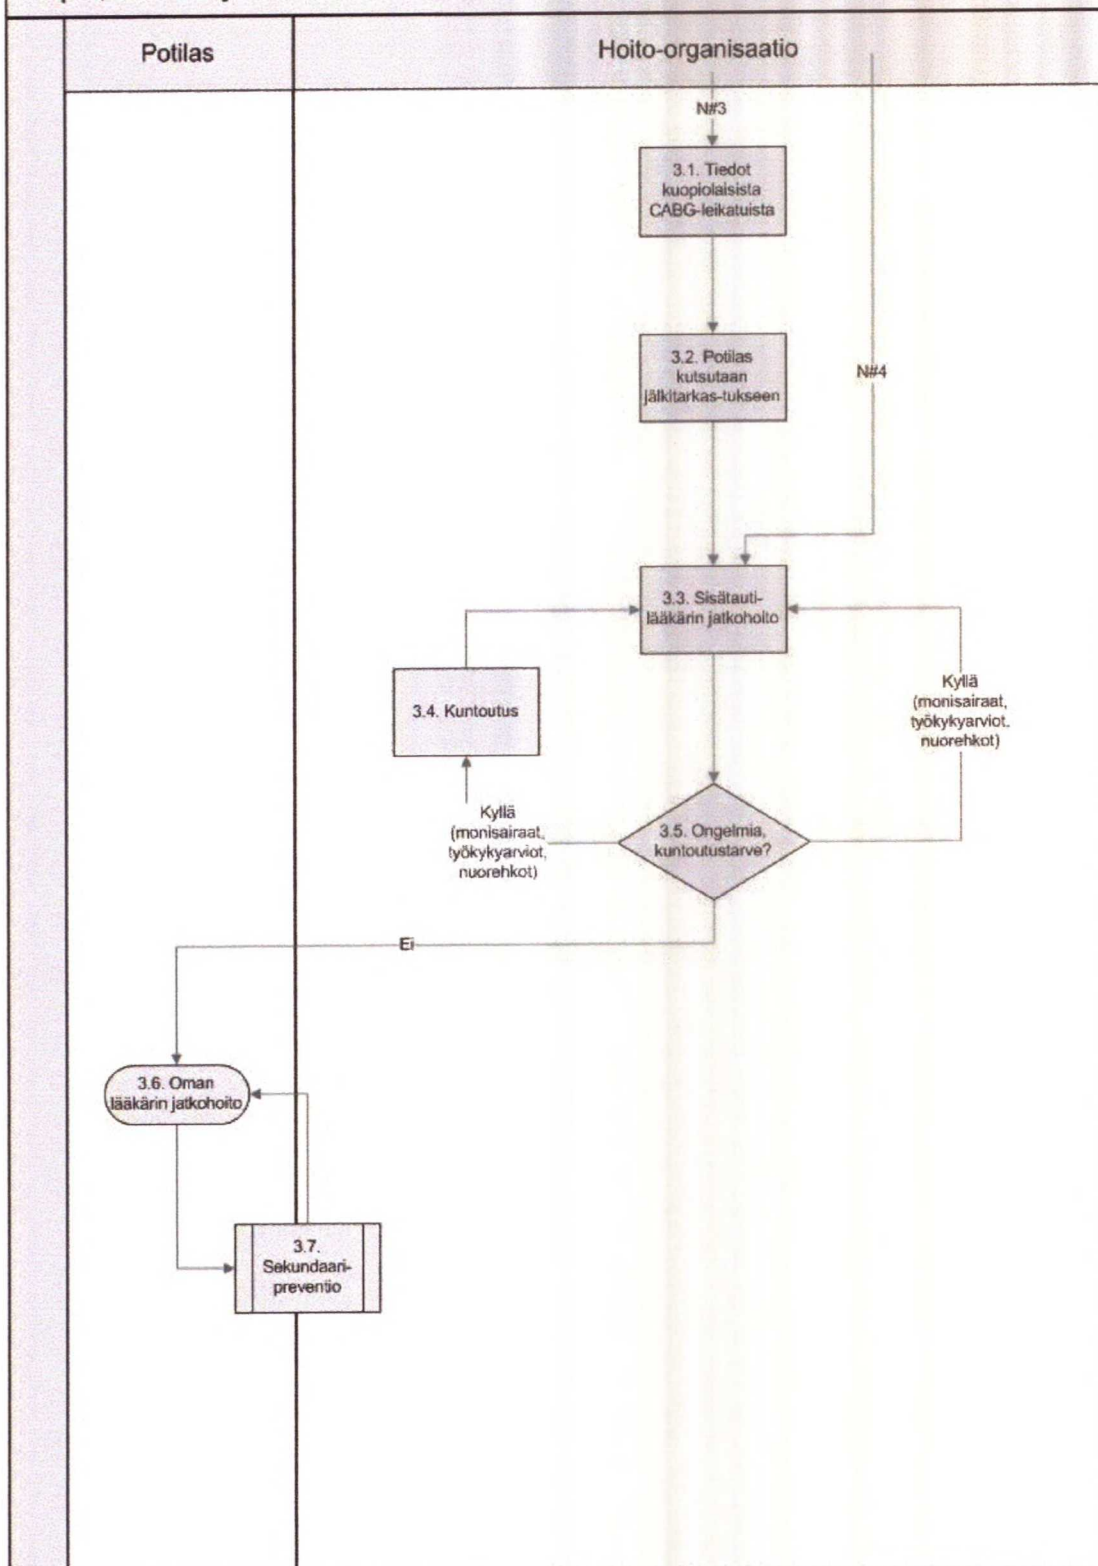 Potilas
Hoito-organisaatio
N#3
3.1. Tiedot
kuopiolaisista
CABG-leikatuista
3.2. Potilas
kutsutaan
jälkitarkas-tukseen
N#4
3.3. Sisätauti-
lääkärin jatkohoito
3.4. Kuntoutus
Kyllä
(monisairaat,
työkykyarviot.
nuorehkot)
Kyllä
(monisairaat,
työkykyarviot,
nuorehkot)
3.5. Ongelmia,
kuntoutustarve?
Ei
3.6. Oman
lääkärin jatkohoito
3.7.
Sekundaari-
preventio